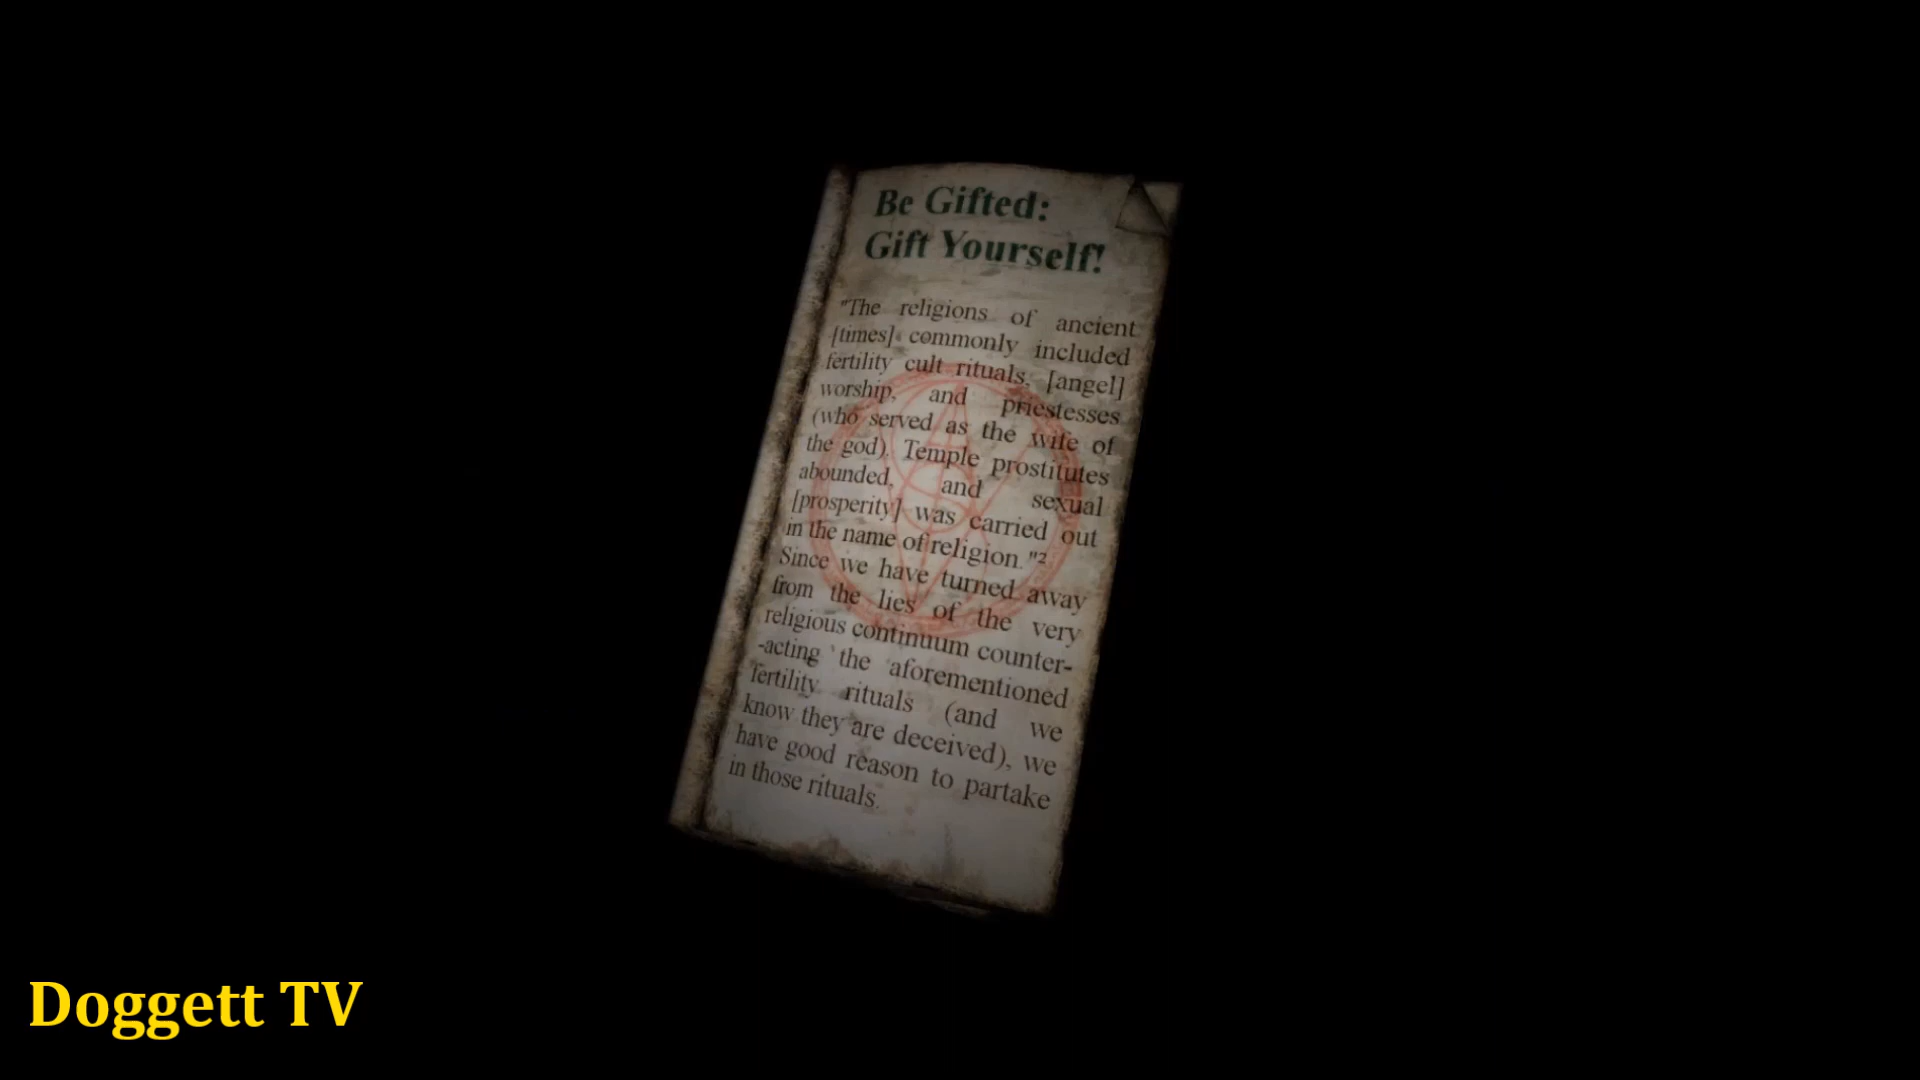 Be Gifted:
Gift Yourself!
"The religions of ancient
[times] commonly included
fertility cult rituals, [angel]
worship, and priestesses
(who served as the wife of
the god). Temple prostitutes
abounded, and sexual
[prosperity] was carried out
in the name of religion."²
Since we have turned away
from the lies of the very
religious continuum counter-
-acting the aforementioned
fertility rituals (and we
know they are deceived), we
have good reason to partake
in those rituals.
Doggett TV